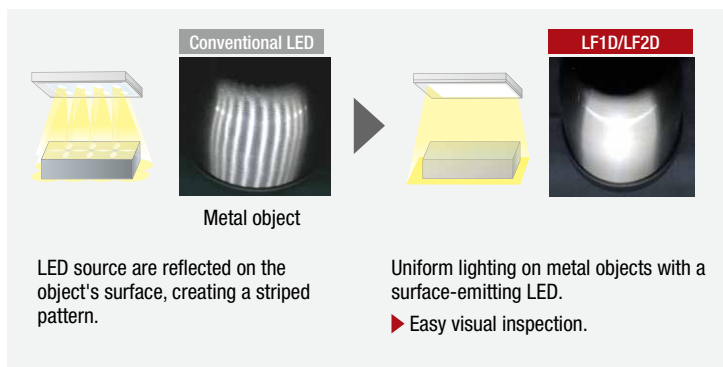 Conventional LED
LF1D/LF2D
Metal object
LED source are reflected on the
object's surface, creating a striped
pattern.
Uniform lighting on metal objects with a
surface-emitting LED.
Easy visual inspection.